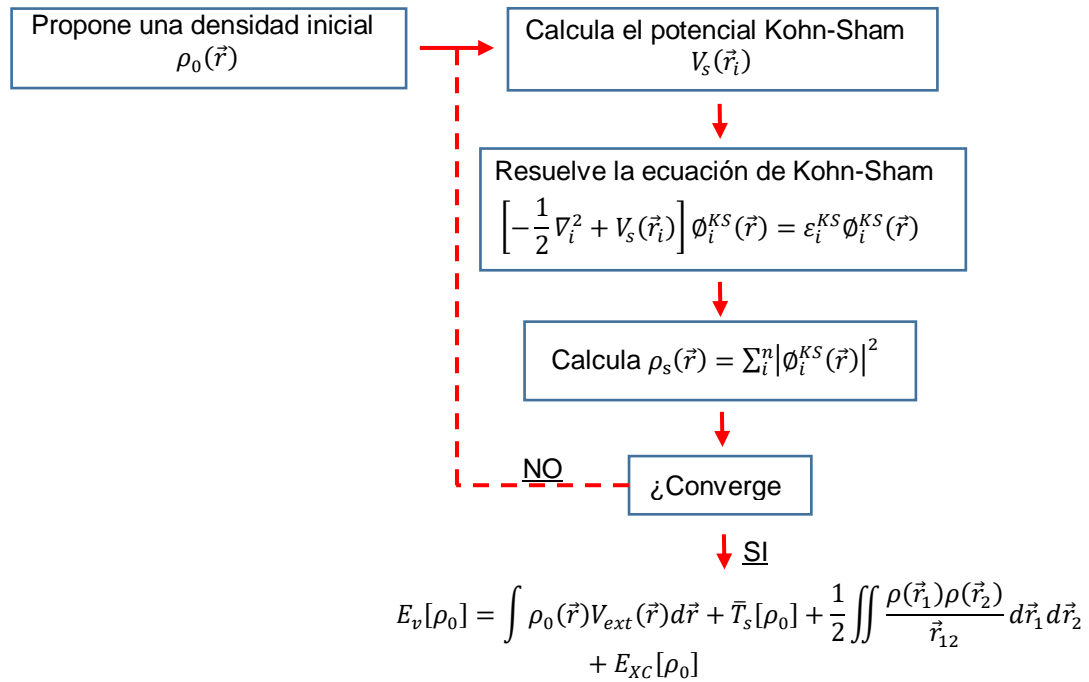 Propone una densidad inicial
𝜌₀(𝑟⃗)
Calcula el potencial Kohn-Sham
𝑉ₛ(𝑟⃗ᵢ)
Resuelve la ecuación de Kohn-Sham
[−1/2 ∇ᵢ² + Vₛ(r⃗ᵢ)] ∅ᵢᴷˢ(r⃗) = εᵢᴷˢ∅ᵢᴷˢ(r⃗)
Calcula ρₛ(r⃗) = ∑ᵢⁿ|∅ᵢᴷˢ(r⃗)|²
NO
¿Converge
SI
Eᵥ[ρ₀] = ∫ ρ₀(r⃗)Vₑₓₜ(r⃗)dr⃗ + T̅ₛ[ρ₀] + 1/2 ∬ ρ(r⃗₁)ρ(r⃗₂)/r⃗₁₂ dr⃗₁dr⃗₂
+ E_XC[ρ₀]